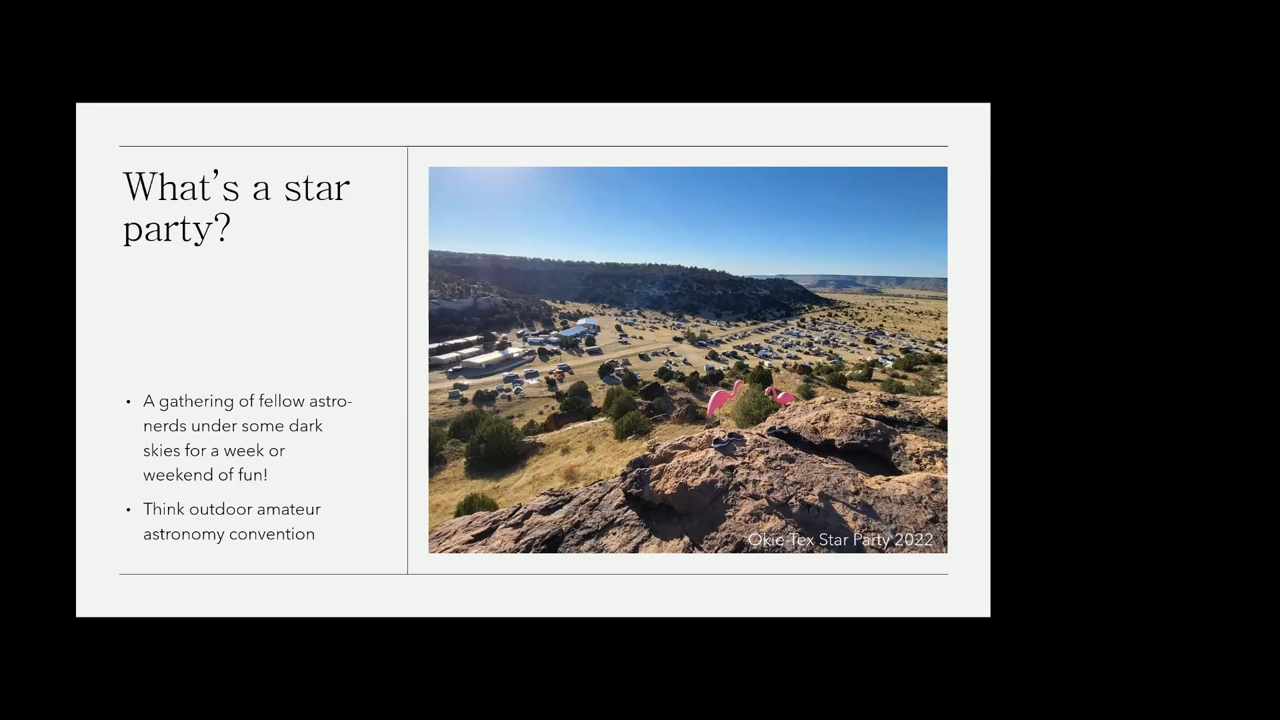 What's a star
party?
• A gathering of fellow astro-
nerds under some dark
skies for a week or
weekend of fun!
• Think outdoor amateur
astronomy convention
Okie-Tex Star Party 2022